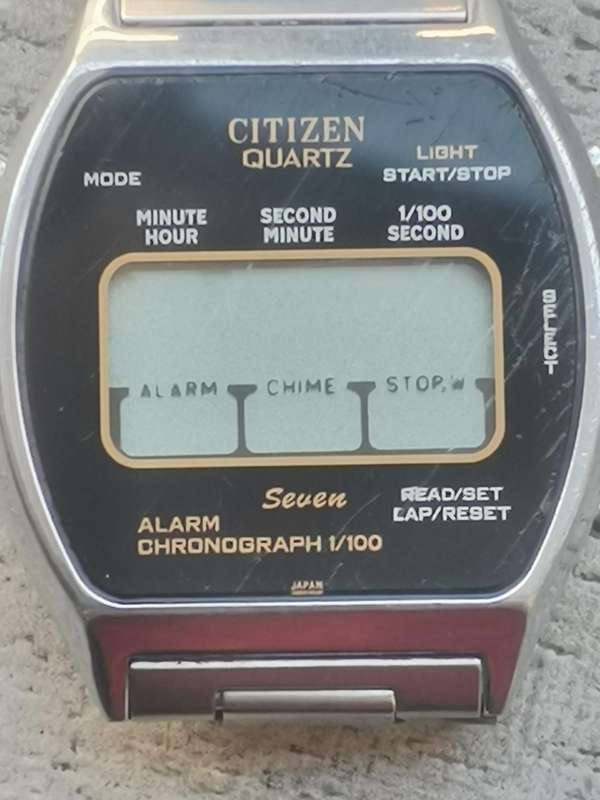 CITIZEN
QUARTZ
LIGHT
START/STOP
MODE
MINUTE
HOUR
SECOND
MINUTE
1/100
SECOND
SELECT
ALARM
CHIME
STOP.W
Seven
READ/SET
LAP/RESET
ALARM
CHRONOGRAPH 1/100
JAPAN